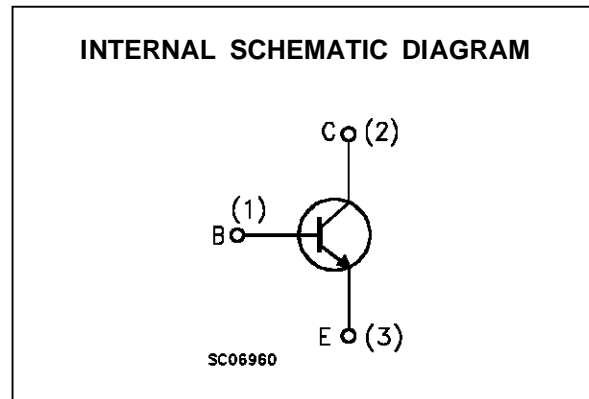 INTERNAL SCHEMATIC DIAGRAM
C (2)
(1)
B
E (3)
SC06960